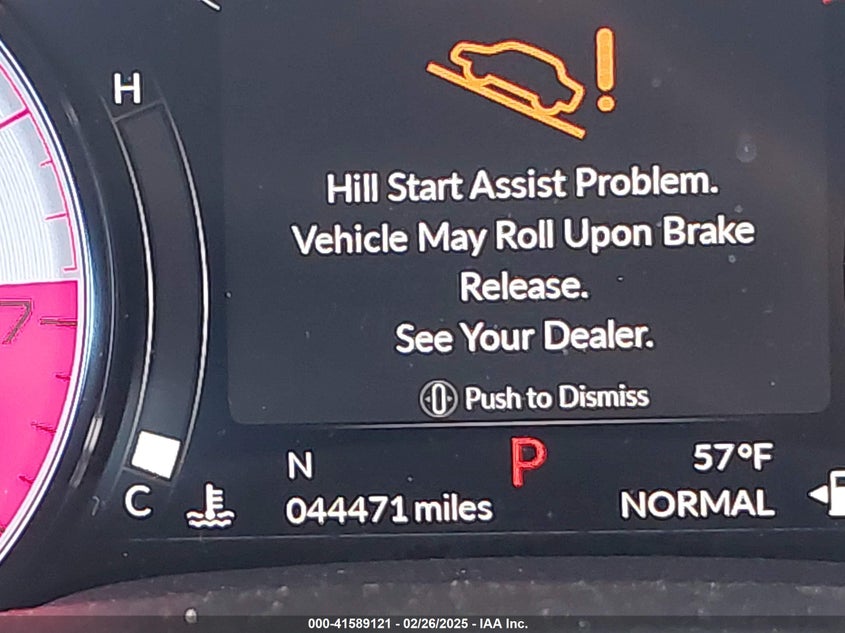 H
Hill Start Assist Problem.
Vehicle May Roll Upon Brake
Release.
See Your Dealer.
Push to Dismiss
7
N
P
57°F
C
044471 miles
NORMAL
000-41589121 - 02/26/2025 - IAA Inc.